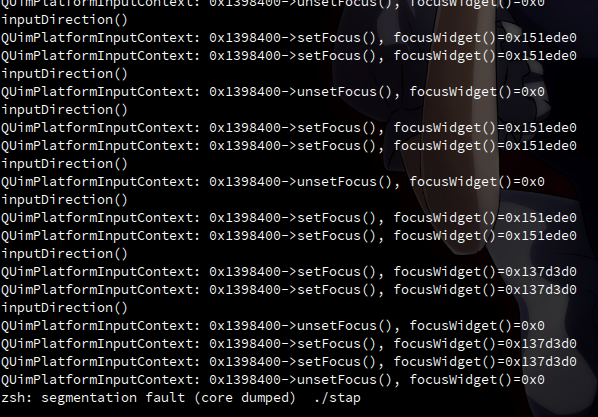 QUimPlatformInputContext: 0x1398400->unsetFocus(), focusWidget()=0x0
inputDirection()
QUimPlatformInputContext: 0x1398400->setFocus(), focusWidget()=0x151ede0
QUimPlatformInputContext: 0x1398400->setFocus(), focusWidget()=0x151ede0
inputDirection()
QUimPlatformInputContext: 0x1398400->unsetFocus(), focusWidget()=0x0
inputDirection()
QUimPlatformInputContext: 0x1398400->setFocus(), focusWidget()=0x151ede0
QUimPlatformInputContext: 0x1398400->setFocus(), focusWidget()=0x151ede0
inputDirection()
QUimPlatformInputContext: 0x1398400->unsetFocus(), focusWidget()=0x0
inputDirection()
QUimPlatformInputContext: 0x1398400->setFocus(), focusWidget()=0x151ede0
QUimPlatformInputContext: 0x1398400->setFocus(), focusWidget()=0x151ede0
inputDirection()
QUimPlatformInputContext: 0x1398400->setFocus(), focusWidget()=0x137d3d0
QUimPlatformInputContext: 0x1398400->setFocus(), focusWidget()=0x137d3d0
inputDirection()
QUimPlatformInputContext: 0x1398400->unsetFocus(), focusWidget()=0x0
QUimPlatformInputContext: 0x1398400->setFocus(), focusWidget()=0x137d3d0
QUimPlatformInputContext: 0x1398400->setFocus(), focusWidget()=0x137d3d0
QUimPlatformInputContext: 0x1398400->unsetFocus(), focusWidget()=0x0
zsh: segmentation fault (core dumped)  ./stap